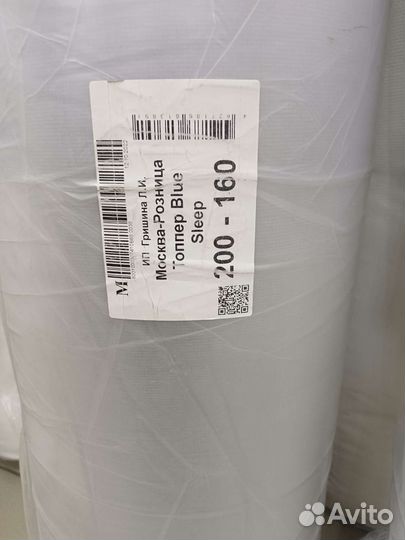 ИП Гришина Л.И.
Москва-Розница
Топпер Blue
Sleep
200 - 160
M
Avito